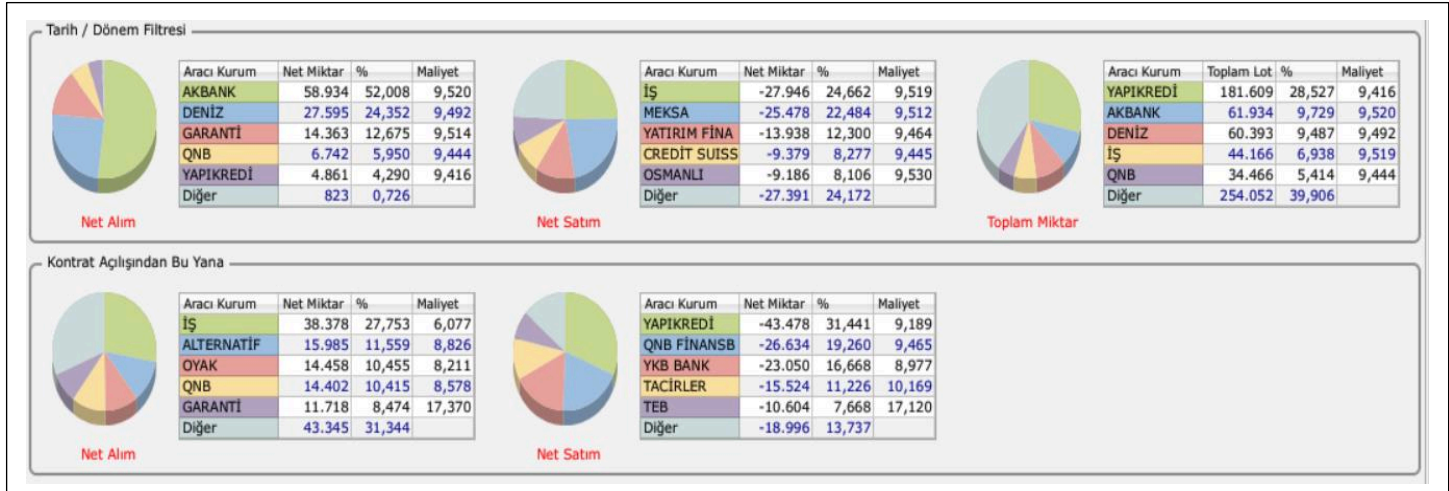 Tarih / Dönem Filtresi
Aracı Kurum Net Miktar % Maliyet
AKBANK 58.934 52,008 9,520
DENİZ 27.595 24,352 9,492
GARANTİ 14.363 12,675 9,514
QNB 6.742 5,950 9,444
YAPIKREDİ 4.861 4,290 9,416
Diğer 823 0,726
Net Alım
Aracı Kurum Net Miktar % Maliyet
İŞ -27.946 24,662 9,519
MEKSA -25.478 22,484 9,512
YATIRIM FİNA -13.938 12,300 9,464
CREDİT SUISS -9.379 8,277 9,445
OSMANLI -9.186 8,106 9,530
Diğer -27.391 24,172
Net Satım
Aracı Kurum Toplam Lot % Maliyet
YAPIKREDİ 181.609 28,527 9,416
AKBANK 61.934 9,729 9,520
DENİZ 60.393 9,487 9,492
İŞ 44.166 6,938 9,519
QNB 34.466 5,414 9,444
Diğer 254.052 39,906
Toplam Miktar
Kontrat Açılışından Bu Yana
Aracı Kurum Net Miktar % Maliyet
İŞ 38.378 27,753 6,077
ALTERNATİF 15.985 11,559 8,826
OYAK 14.458 10,455 8,211
QNB 14.402 10,415 8,578
GARANTİ 11.718 8,474 17,370
Diğer 43.345 31,344
Net Alım
Aracı Kurum Net Miktar % Maliyet
YAPIKREDİ -43.478 31,441 9,189
QNB FİNANSB -26.634 19,260 9,465
YKB BANK -23.050 16,668 8,977
TACİRLER -15.524 11,226 10,169
TEB -10.604 7,668 17,120
Diğer -18.996 13,737
Net Satım